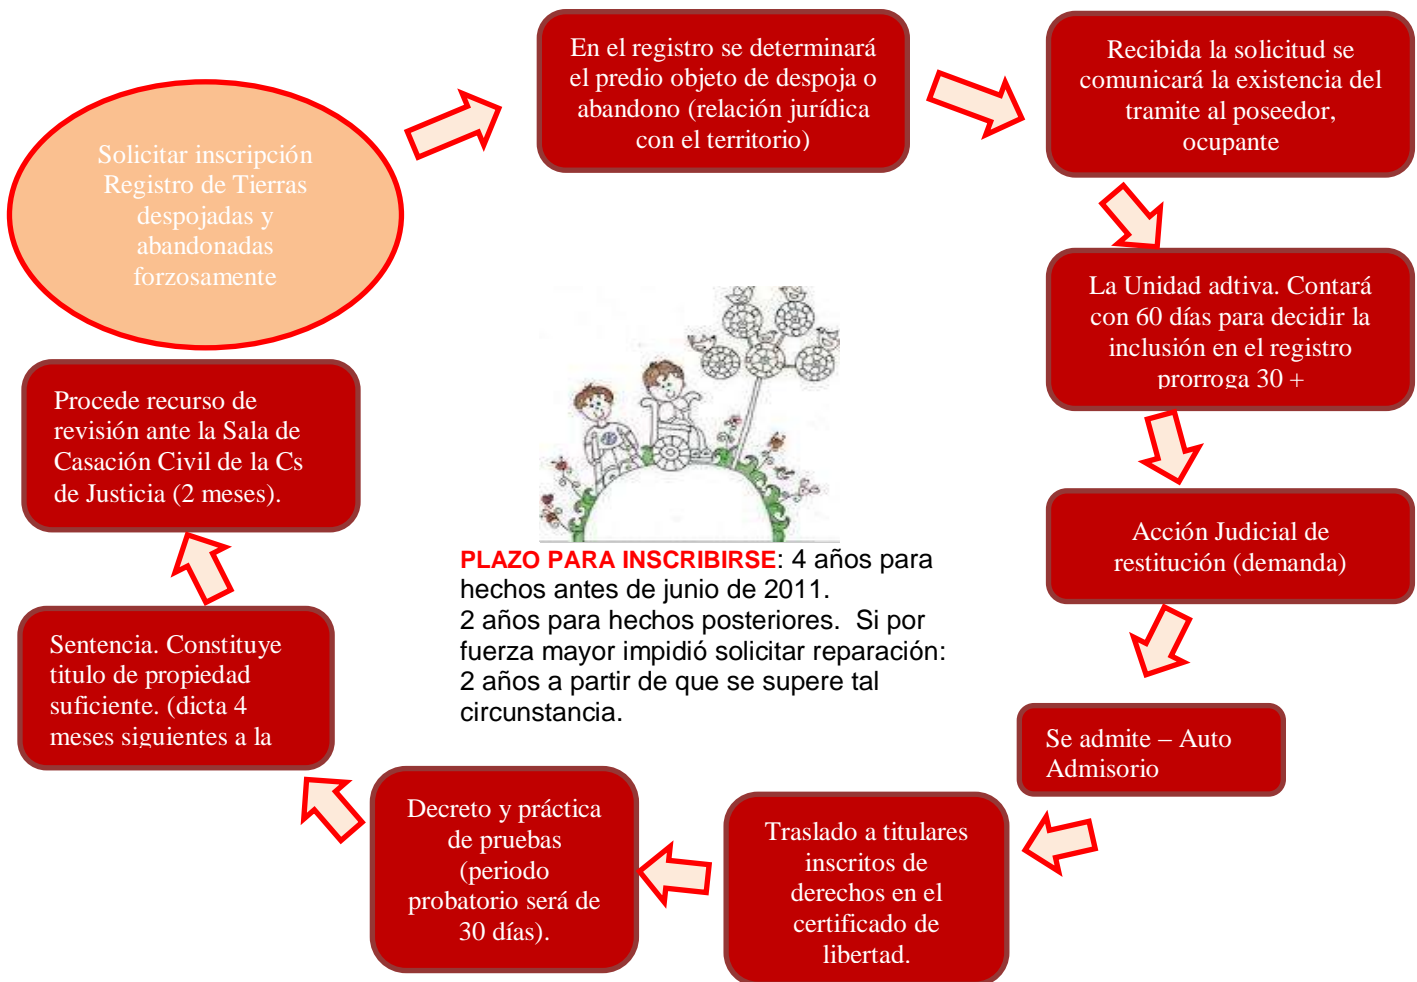 Solicitar inscripción
Registro de Tierras
despojadas y
abandonadas
forzosamente
En el registro se determinará
el predio objeto de despoja o
abandono (relación jurídica
con el territorio)
Recibida la solicitud se
comunicará la existencia del
tramite al poseedor,
ocupante
La Unidad adtiva. Contará
con 60 días para decidir la
inclusión en el registro
prorroga 30 +
Acción Judicial de
restitución (demanda)
Se admite – Auto
Admisorio
Traslado a titulares
inscritos de
derechos en el
certificado de
libertad.
Decreto y práctica
de pruebas
(periodo
probatorio será de
30 días).
Sentencia. Constituye
titulo de propiedad
suficiente. (dicta 4
meses siguientes a la
Procede recurso de
revisión ante la Sala de
Casación Civil de la Cs
de Justicia (2 meses).
PLAZO PARA INSCRIBIRSE: 4 años para
hechos antes de junio de 2011.
2 años para hechos posteriores.  Si por
fuerza mayor impidió solicitar reparación:
2 años a partir de que se supere tal
circunstancia.